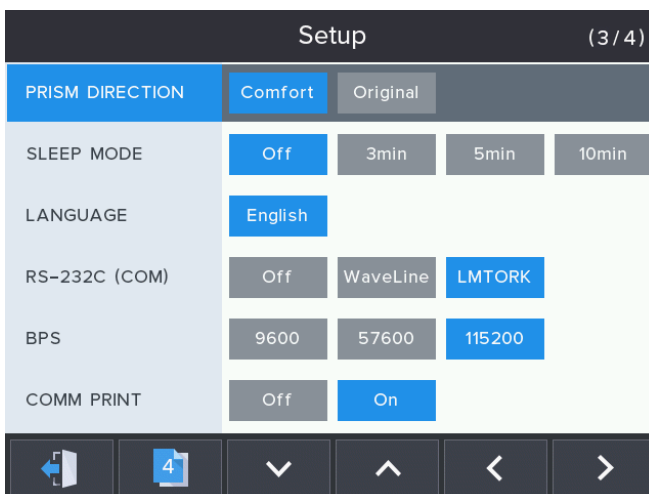 Setup (3/4)
PRISM DIRECTION Comfort Original
SLEEP MODE Off 3min 5min 10min
LANGUAGE English
RS-232C (COM) Off WaveLine LMTORK
BPS 9600 57600 115200
COMM PRINT Off On
4